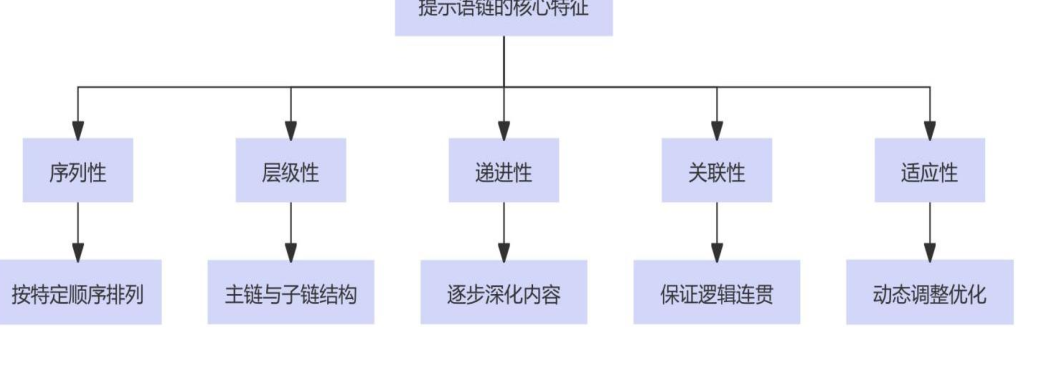 提示语链的核心特征
序列性
层级性
递进性
关联性
适应性
按特定顺序排列
主链与子链结构
逐步深化内容
保证逻辑连贯
动态调整优化